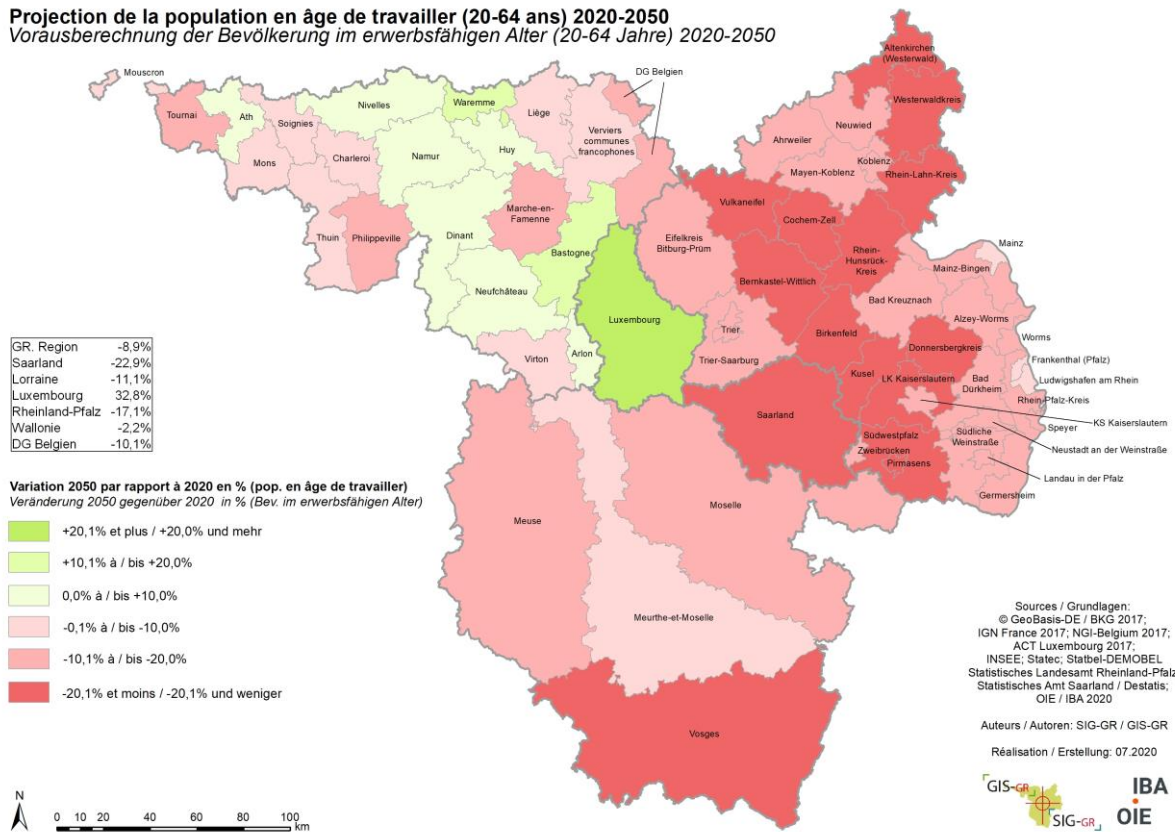 Projection de la population en âge de travailler (20-64 ans) 2020-2050
Vorausberechnung der Bevölkerung im erwerbsfähigen Alter (20-64 Jahre) 2020-2050
Mouscron
Tournai
Ath
Soignies
Mons
Nivelles
Charleroi
Waremme
Liège
DG Belgien
Verviers
communes
francophones
Namur
Huy
Thuin
Philippeville
Marche-en-
Famenne
Dinant
Bastogne
Neufchâteau
Virton
Arlon
Luxembourg
Altenkirchen
(Westerwald)
Westerwaldkreis
Neuwied
Ahrweiler
Koblenz
Mayen-Koblenz
Rhein-Lahn-Kreis
Vulkaneifel
Cochem-Zell
Eifelkreis
Bitburg-Prüm
Rhein-
Hunsrück-
Kreis
Bernkastel-Wittlich
Mainz
Mainz-Bingen
Bad Kreuznach
Alzey-Worms
Trier
Trier-Saarburg
Birkenfeld
Worms
Donnersbergkreis
Frankenthal (Pfalz)
Kusel
LK Kaiserslautern
Bad
Dürkheim
Ludwigshafen am Rhein
Rhein-Pfalz-Kreis
KS Kaiserslautern
Speyer
Saarland
Südwestpfalz
Südliche
Weinstraße
Neustadt an der Weinstraße
Zweibrücken
Pirmasens
Landau in der Pfalz
Germersheim
Meuse
Moselle
Meurthe-et-Moselle
Vosges
GR. Region -8,9%
Saarland -22,9%
Lorraine -11,1%
Luxembourg 32,8%
Rheinland-Pfalz -17,1%
Wallonie -2,2%
DG Belgien -10,1%
Variation 2050 par rapport à 2020 en % (pop. en âge de travailler)
Veränderung 2050 gegenüber 2020 in % (Bev. im erwerbsfähigen Alter)
+20,1% et plus / +20,0% und mehr
+10,1% à / bis +20,0%
0,0% à / bis +10,0%
-0,1% à / bis -10,0%
-10,1% à / bis -20,0%
-20,1% et moins / -20,1% und weniger
N
0 10 20 40 60 80 100
km
Sources / Grundlagen:
© GeoBasis-DE / BKG 2017;
IGN France 2017; NGI-Belgium 2017;
ACT Luxembourg 2017;
INSEE; Statec; Statbel-DEMOBEL
Statistisches Landesamt Rheinland-Pfalz
Statistisches Amt Saarland / Destatis;
OIE / IBA 2020
Auteurs / Autoren: SIG-GR / GIS-GR
Réalisation / Erstellung: 07.2020
GIS-GR
SIG-GR
IBA
OIE